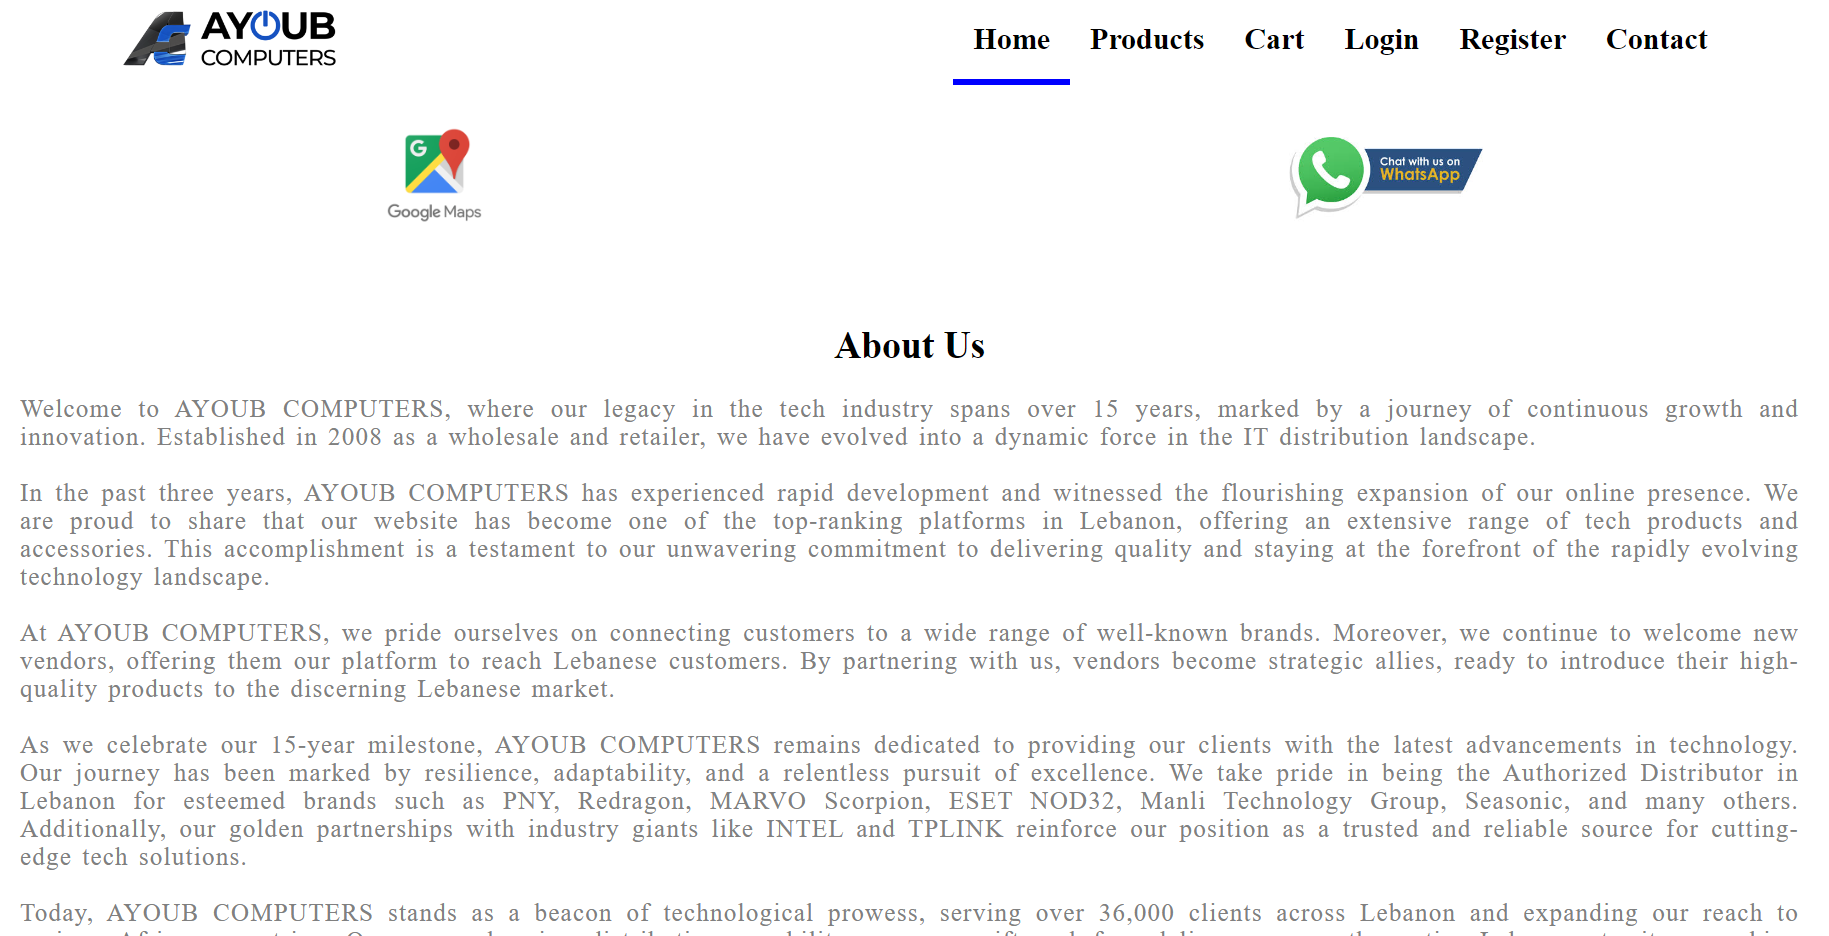 AYOUB
COMPUTERS
Home Products Cart Login Register Contact
G
Google Maps
Chat with us on
WhatsApp
About Us
Welcome to AYOUB COMPUTERS, where our legacy in the tech industry spans over 15 years, marked by a journey of continuous growth and
innovation. Established in 2008 as a wholesale and retailer, we have evolved into a dynamic force in the IT distribution landscape.
In the past three years, AYOUB COMPUTERS has experienced rapid development and witnessed the flourishing expansion of our online presence. We
are proud to share that our website has become one of the top-ranking platforms in Lebanon, offering an extensive range of tech products and
accessories. This accomplishment is a testament to our unwavering commitment to delivering quality and staying at the forefront of the rapidly evolving
technology landscape.
At AYOUB COMPUTERS, we pride ourselves on connecting customers to a wide range of well-known brands. Moreover, we continue to welcome new
vendors, offering them our platform to reach Lebanese customers. By partnering with us, vendors become strategic allies, ready to introduce their high-
quality products to the discerning Lebanese market.
As we celebrate our 15-year milestone, AYOUB COMPUTERS remains dedicated to providing our clients with the latest advancements in technology.
Our journey has been marked by resilience, adaptability, and a relentless pursuit of excellence. We take pride in being the Authorized Distributor in
Lebanon for esteemed brands such as PNY, Redragon, MARVO Scorpion, ESET NOD32, Manli Technology Group, Seasonic, and many others.
Additionally, our golden partnerships with industry giants like INTEL and TPLINK reinforce our position as a trusted and reliable source for cutting-
edge tech solutions.
Today, AYOUB COMPUTERS stands as a beacon of technological prowess, serving over 36,000 clients across Lebanon and expanding our reach to